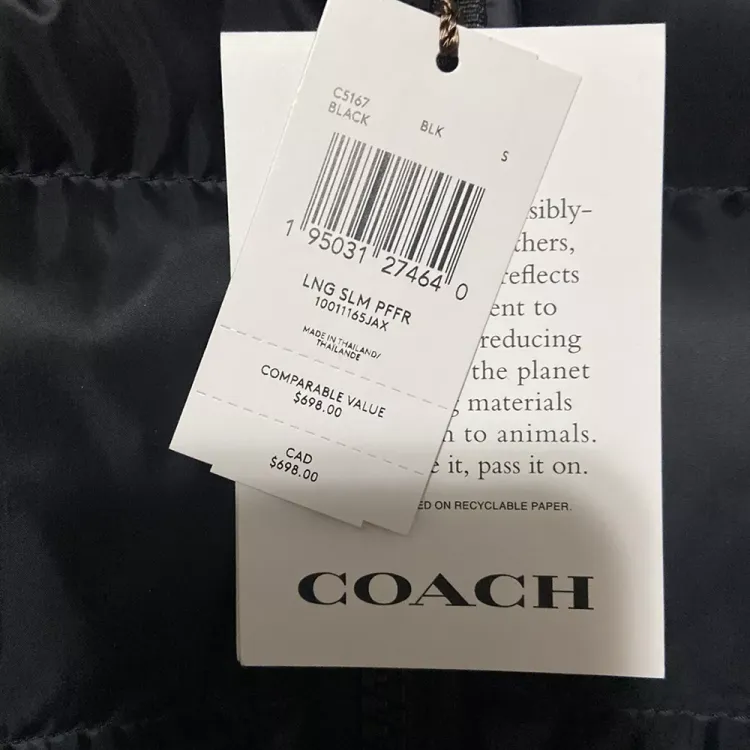 C5167
BLACK
BLK
S
1 95031 27464 0
LNG SLM PFFR
10011165JAX
MADE IN THAILAND/
THAILANDE
COMPARABLE VALUE
$698.00
CAD
$698.00
sibly-
thers,
reflects
ent to
reducing
the planet
materials
to animals.
it, pass it on.
ED ON RECYCLABLE PAPER.
COACH